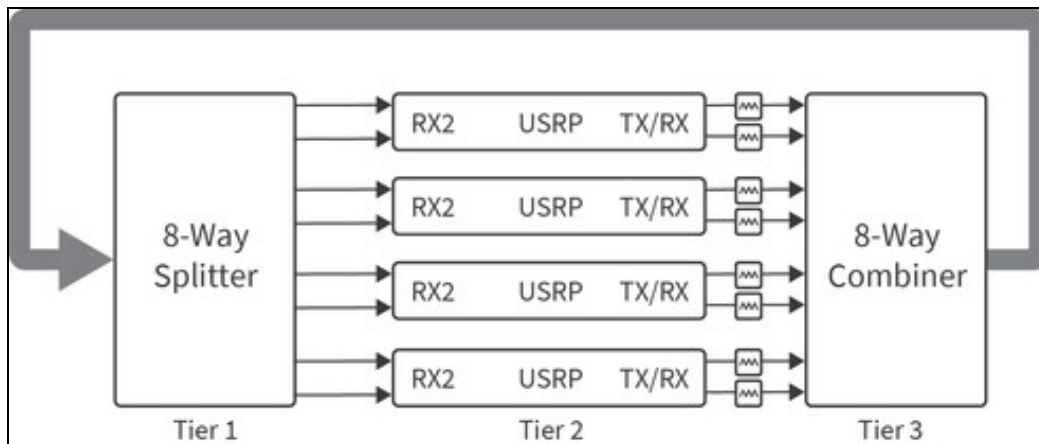 8-Way
Splitter
RX2 USRP TX/RX
RX2 USRP TX/RX
RX2 USRP TX/RX
RX2 USRP TX/RX
8-Way
Combiner
Tier 1 Tier 2 Tier 3